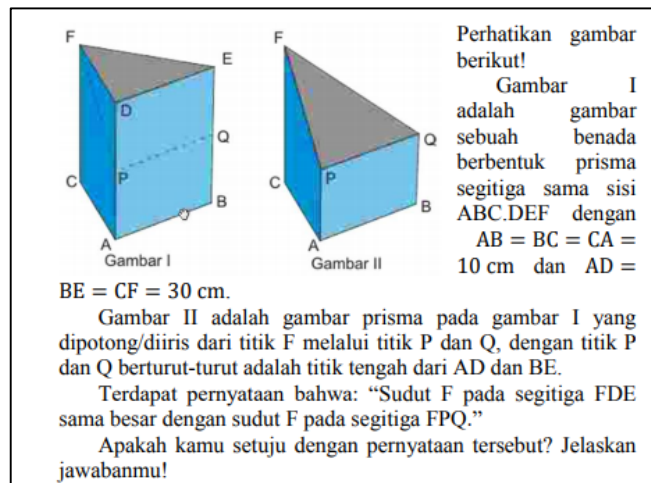 F
E
D
Q
C
P
B
A
Gambar I
F
Q
C
P
B
A
Gambar II
Perhatikan gambar
berikut!
Gambar I
adalah gambar
sebuah benada
berbentuk prisma
segitiga sama sisi
ABC.DEF dengan
AB = BC = CA =
10 cm dan AD =
BE = CF = 30 cm.
Gambar II adalah gambar prisma pada gambar I yang
dipotong/diiris dari titik F melalui titik P dan Q, dengan titik P
dan Q berturut-turut adalah titik tengah dari AD dan BE.
Terdapat pernyataan bahwa: “Sudut F pada segitiga FDE
sama besar dengan sudut F pada segitiga FPQ.”
Apakah kamu setuju dengan pernyataan tersebut? Jelaskan
jawabanmu!